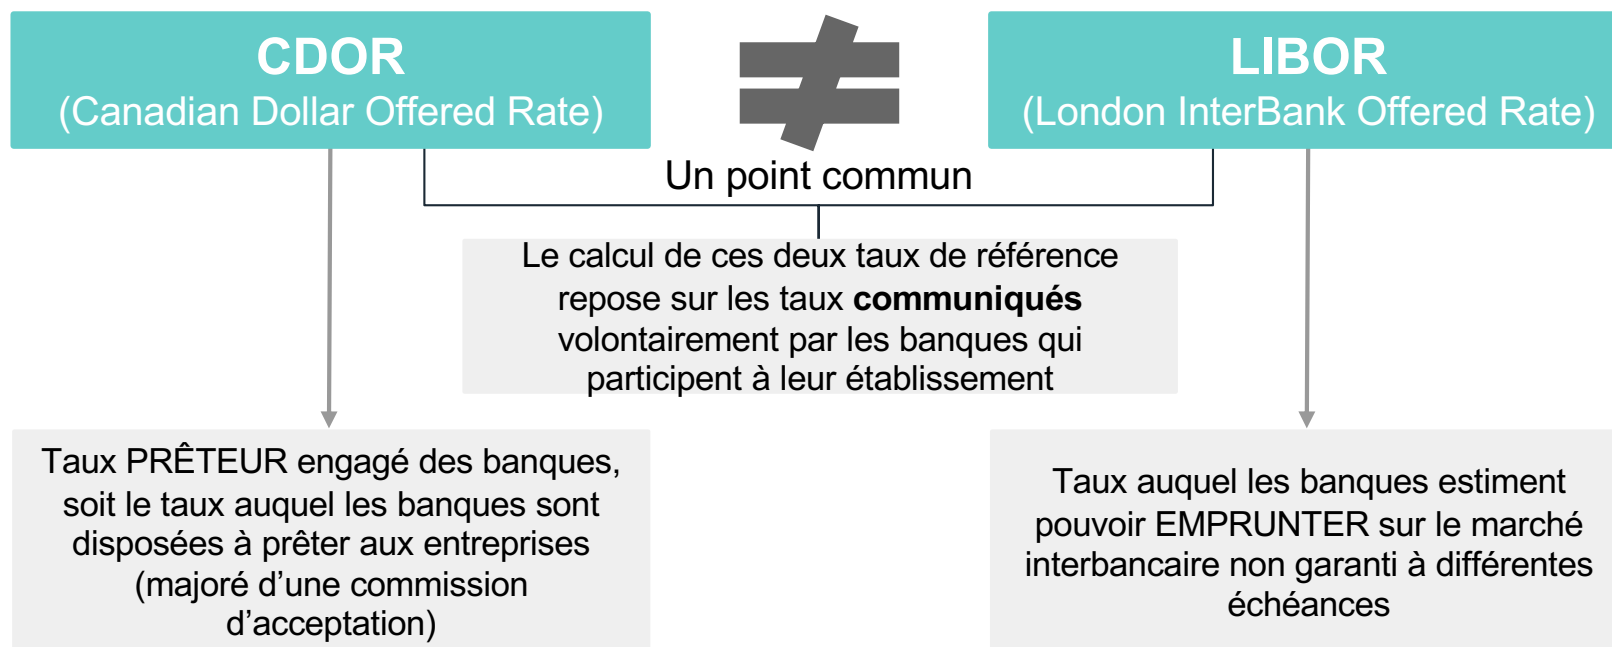 CDOR
(Canadian Dollar Offered Rate)
LIBOR
(London InterBank Offered Rate)
Un point commun
Le calcul de ces deux taux de référence
repose sur les taux communiqués
volontairement par les banques qui
participent à leur établissement
Taux PRÊTEUR engagé des banques,
soit le taux auquel les banques sont
disposées à prêter aux entreprises
(majoré d’une commission
d’acceptation)
Taux auquel les banques estiment
pouvoir EMPRUNTER sur le marché
interbancaire non garanti à différentes
échéances